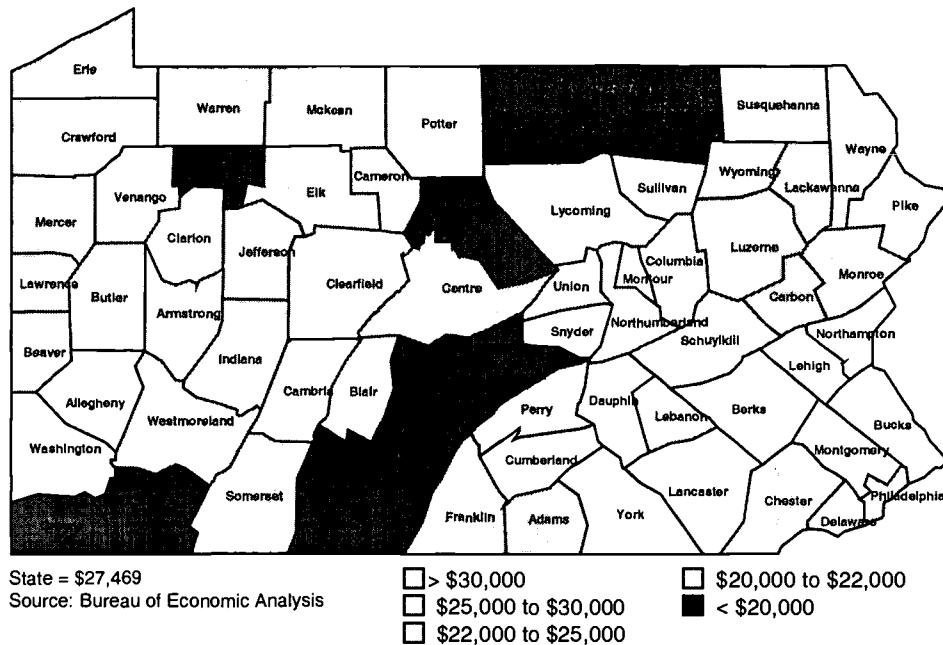 Erie
Warren
Mckean
Potter
Susquehanna
Crawford
Wayne
Cameron
Wyoming
Venango
Elk
Sullivan
Lackawanna
Lycoming
Pike
Mercer
Clarion
Jefferson
Luzerne
Columbia
Monroe
Montour
Lawrence
Clearfield
Centre
Union
Butler
Carbon
Armstrong
Northumberland
Snyder
Northampton
Schuylkill
Beaver
Indiana
Lehigh
Cambria
Blair
Allegheny
Dauphin
Perry
Lebanon
Berks
Westmoreland
Bucks
Washington
Montgomery
Cumberland
Somerset
Lancaster
Philadelphia
Chester
Franklin
Adams
York
Delaware
State = $27,469
Source: Bureau of Economic Analysis
> $30,000
$25,000 to $30,000
$22,000 to $25,000
$20,000 to $22,000
< $20,000